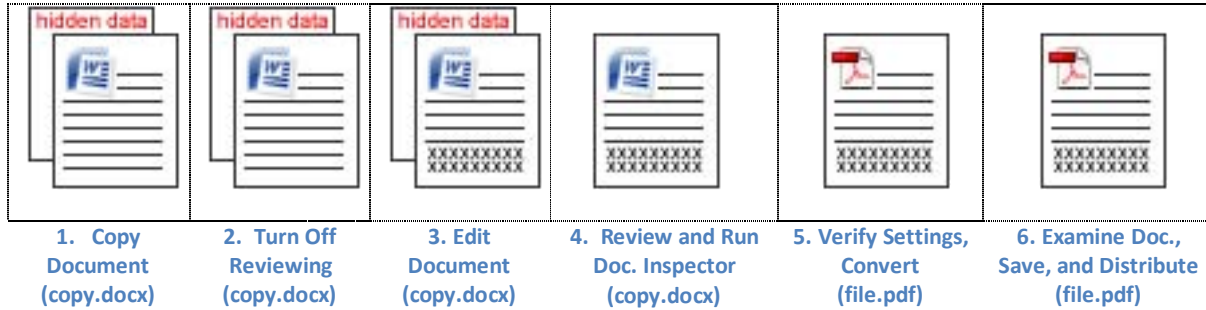 hidden data
hidden data
hidden data
W
W
W
W
XXXXXXXXX
XXXXXXXXX
XXXXXXXXX
XXXXXXXXX
XXXXXXXXX
XXXXXXXXX
XXXXXXXXX
XXXXXXXXX
1. Copy
Document
(copy.docx)
2. Turn Off
Reviewing
(copy.docx)
3. Edit
Document
(copy.docx)
4. Review and Run
Doc. Inspector
(copy.docx)
5. Verify Settings,
Convert
(file.pdf)
6. Examine Doc.,
Save, and Distribute
(file.pdf)